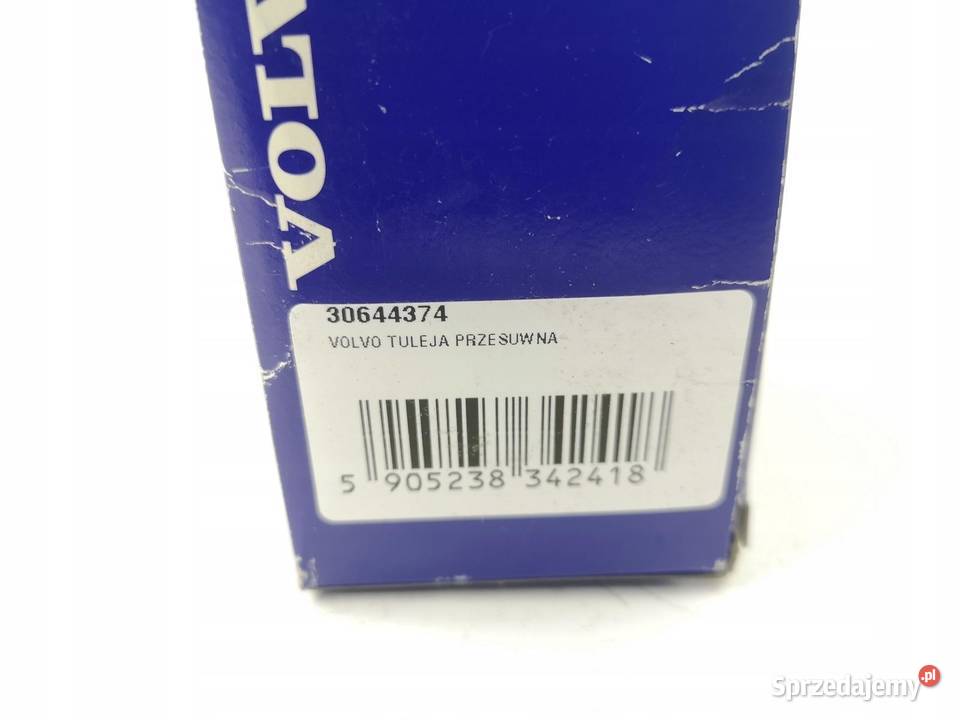 VOLV
30644374
VOLVO TULEJA PRZESUWNA
5 905238 342418
Sprzedajemy.pl